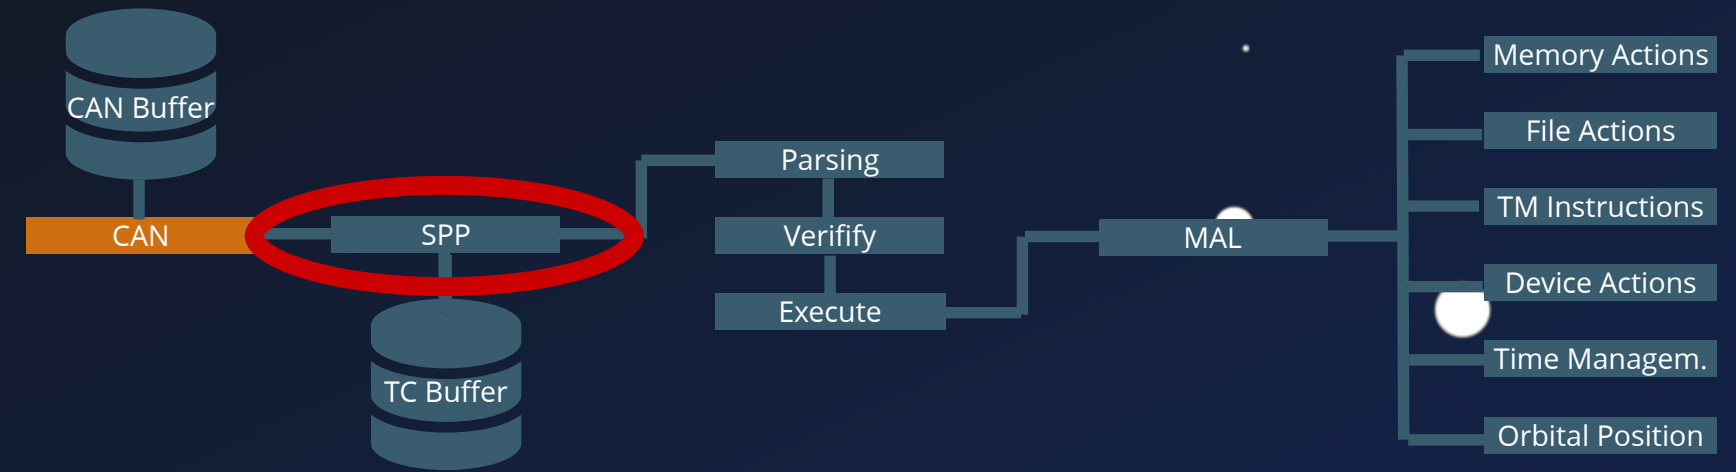 CAN Buffer
CAN
SPP
TC Buffer
Parsing
Verifify
Execute
MAL
Memory Actions
File Actions
TM Instructions
Device Actions
Time Managem.
Orbital Position